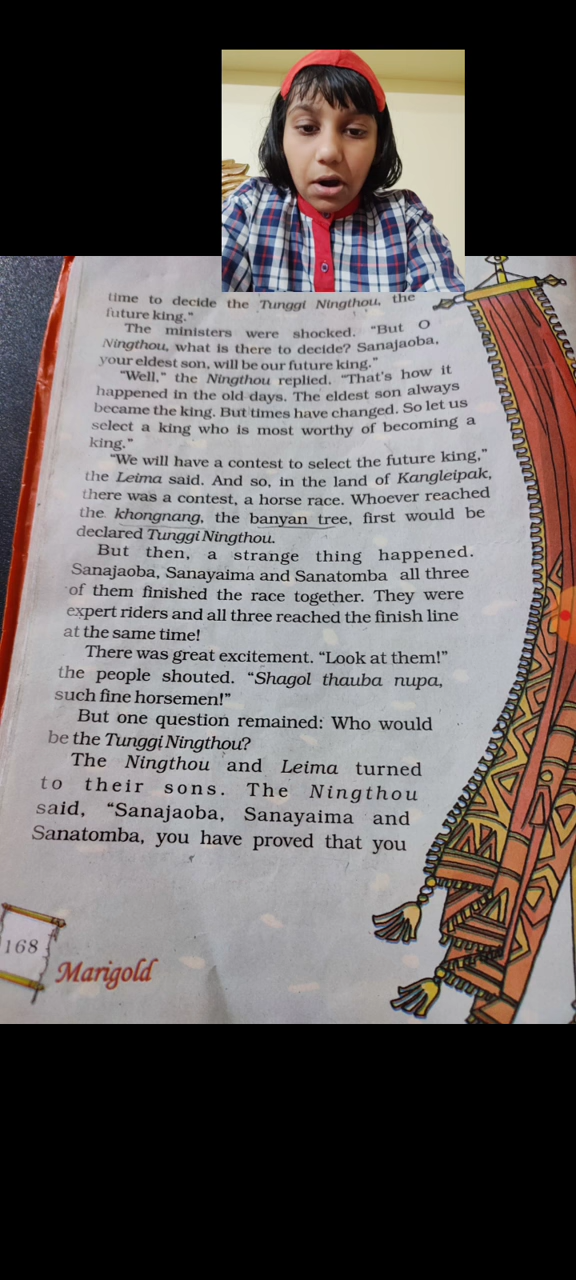 time to decide the Tunggi Ningthou, the
future king."
The ministers were shocked. "But O
Ningthou, what is there to decide? Sanajaoba,
your eldest son, will be our future king."
"Well," the Ningthou replied. "That's how it
happened in the old days. The eldest son always
became the king. But times have changed. So let us
select a king who is most worthy of becoming a
king."
"We will have a contest to select the future king,"
the Leima said. And so, in the land of Kangleipak,
there was a contest, a horse race. Whoever reached
the khongnang, the banyan tree, first would be
declared Tunggi Ningthou.
But then, a strange thing happened.
Sanajaoba, Sanayaima and Sanatomba all three
of them finished the race together. They were
expert riders and all three reached the finish line
at the same time!
There was great excitement. "Look at them!"
the people shouted. "Shagol thauba nupa,
such fine horsemen!"
But one question remained: Who would
be the Tunggi Ningthou?
The Ningthou and Leima turned
to their sons. The Ningthou
said, "Sanajaoba, Sanayaima and
Sanatomba, you have proved that you
168
Marigold